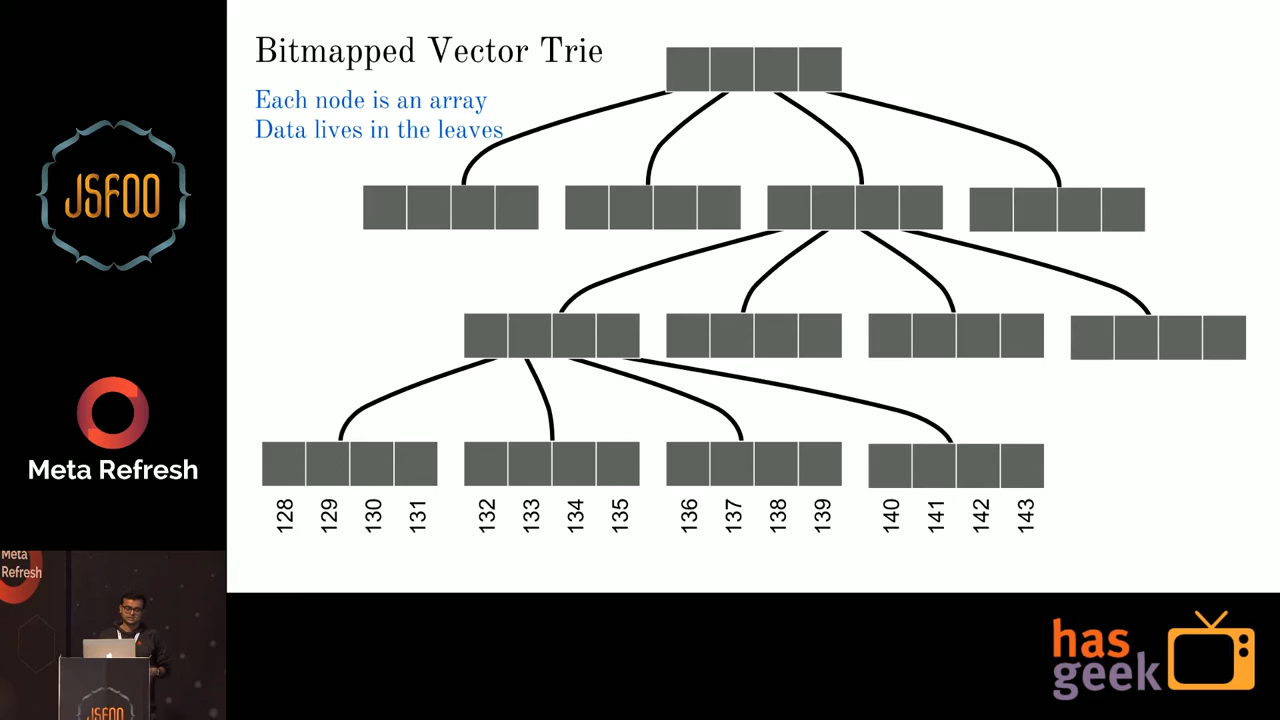 Bitmapped Vector Trie
Each node is an array
Data lives in the leaves
JSFOO
Meta Refresh
128 129 130 131 132 133 134 135 136 137 138 139 140 141 142 143
Meta
Refresh
JSFOO
has
geek